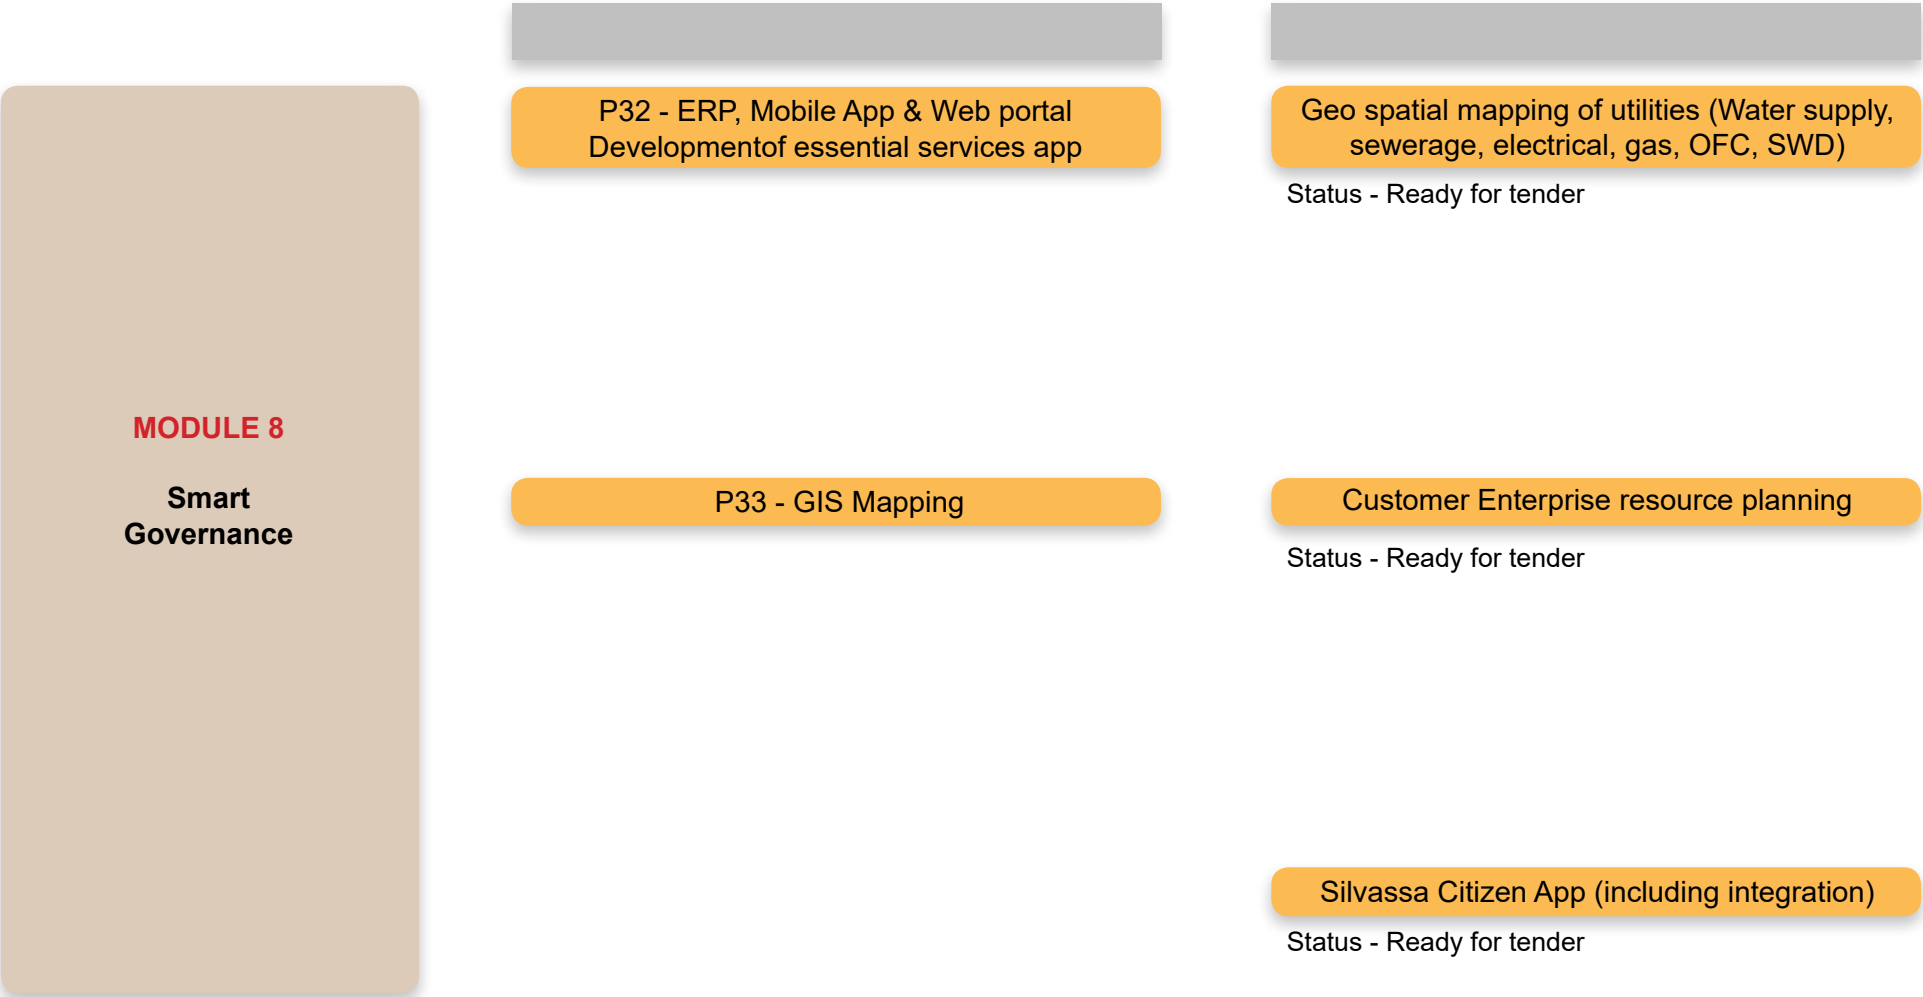 MODULE 8
Smart
Governance
P32 - ERP, Mobile App & Web portal
Developmentof essential services app
P33 - GIS Mapping
Geo spatial mapping of utilities (Water supply,
sewerage, electrical, gas, OFC, SWD)
Status - Ready for tender
Customer Enterprise resource planning
Status - Ready for tender
Silvassa Citizen App (including integration)
Status - Ready for tender